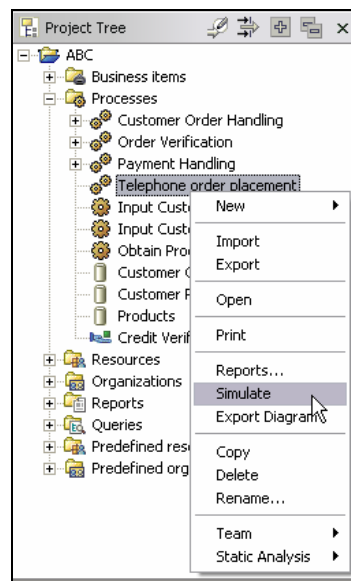 Project Tree
ABC
Business items
Processes
Customer Order Handling
Order Verification
Payment Handling
Telephone order placement
Input Cust
Input Cust
Obtain Pro
Customer
Customer
Products
Credit Verif
Resources
Organizations
Reports
Queries
Predefined res
Predefined org
New
Import
Export
Open
Print
Reports...
Simulate
Export Diagram
Copy
Delete
Rename...
Team
Static Analysis